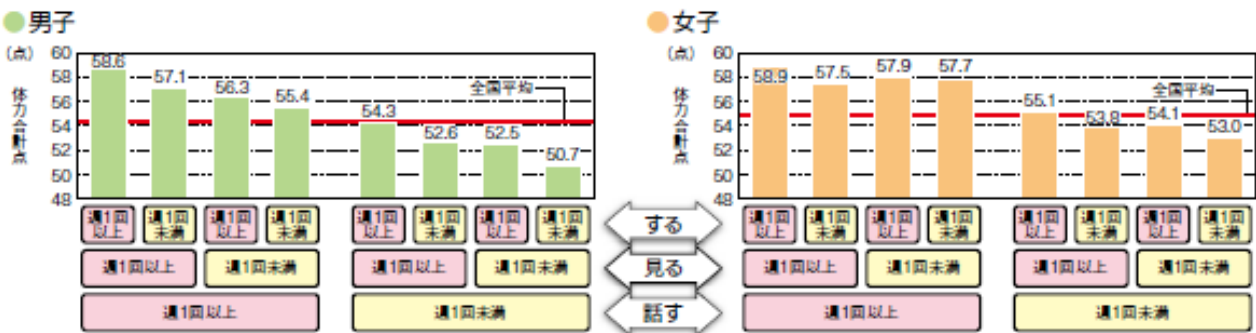 男子
(点)
体力合計点
60
58
56
54
52
50
48
58.6
57.1
56.3
55.4
54.3
52.6
52.5
50.7
全国平均
週1回以上 週1回未満 週1回以上 週1回未満 週1回以上 週1回未満 週1回以上 週1回未満
週1回以上 週1回未満 週1回以上 週1回未満
週1回以上 週1回未満
する
見る
話す
女子
(点)
体力合計点
60
58
56
54
52
50
48
58.9
57.5
57.9
57.7
55.1
53.8
54.1
53.0
全国平均
週1回以上 週1回未満 週1回以上 週1回未満 週1回以上 週1回未満 週1回以上 週1回未満
週1回以上 週1回未満 週1回以上 週1回未満
週1回以上 週1回未満